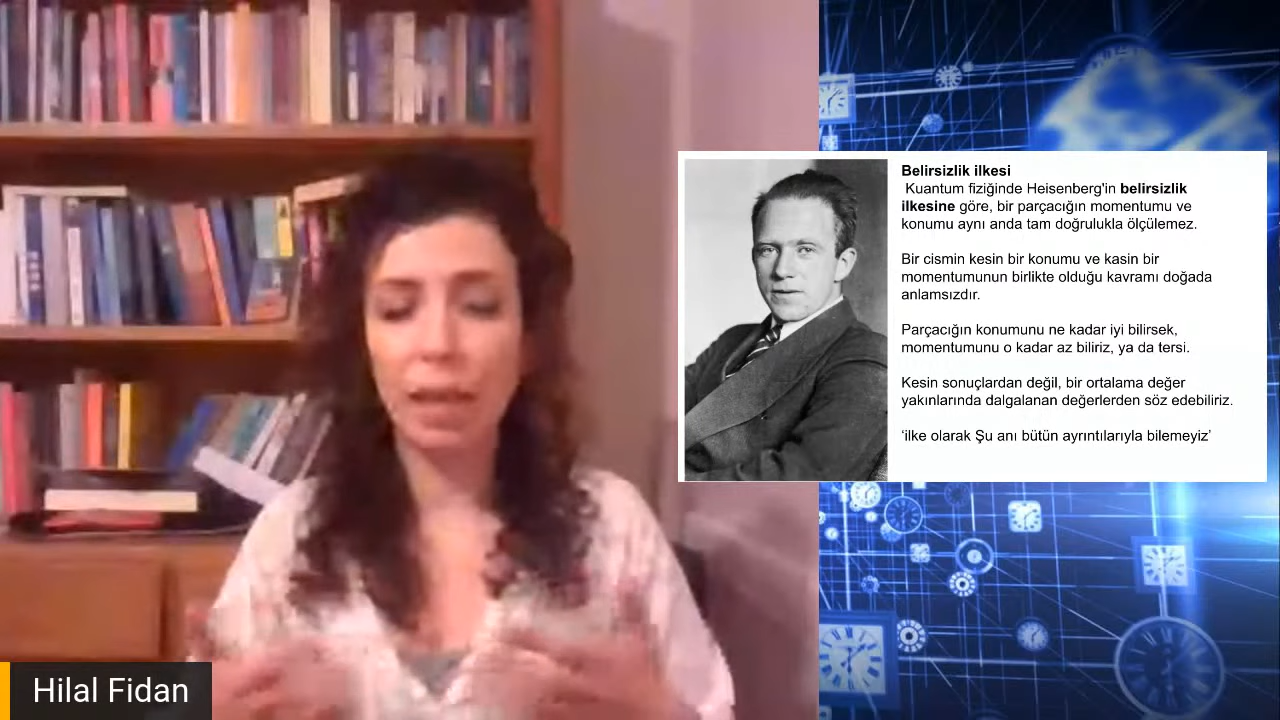 Belirsizlik ilkesi
Kuantum fiziğinde Heisenberg'in belirsizlik
ilkesine göre, bir parçacığın momentumu ve
konumu aynı anda tam doğrulukla ölçülemez.
Bir cismin kesin bir konumu ve kasin bir
momentumunun birlikte olduğu kavramı doğada
anlamsızdır.
Parçacığın konumunu ne kadar iyi bilirsek,
momentumunu o kadar az biliriz, ya da tersi.
Kesin sonuçlardan değil, bir ortalama değer
yakınlarında dalgalanan değerlerden söz edebiliriz.
‘ilke olarak Şu anı bütün ayrıntılarıyla bilemeyiz’
Hilal Fidan